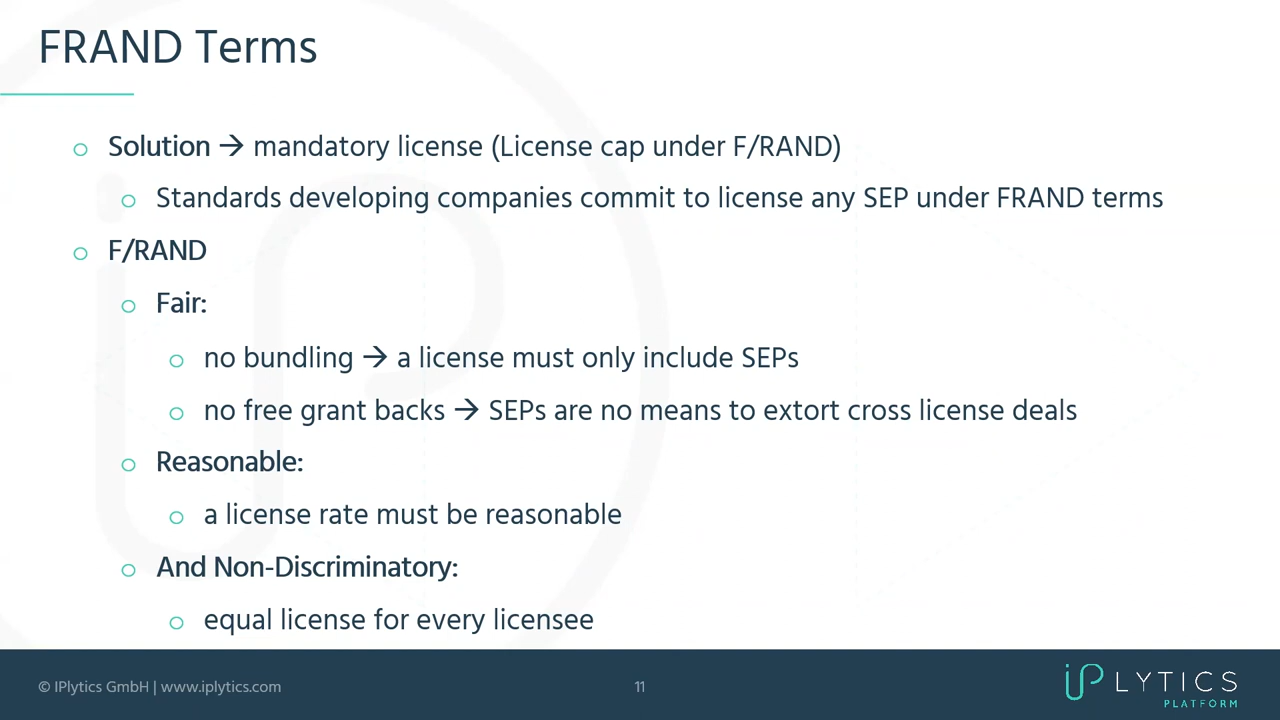 FRAND Terms
Solution → mandatory license (License cap under F/RAND)
Standards developing companies commit to license any SEP under FRAND terms
F/RAND
Fair:
no bundling → a license must only include SEPs
no free grant backs → SEPs are no means to extort cross license deals
Reasonable:
a license rate must be reasonable
And Non-Discriminatory:
equal license for every licensee
© IPlytics GmbH | www.iplytics.com
11
iPLYTICS
PLATFORM